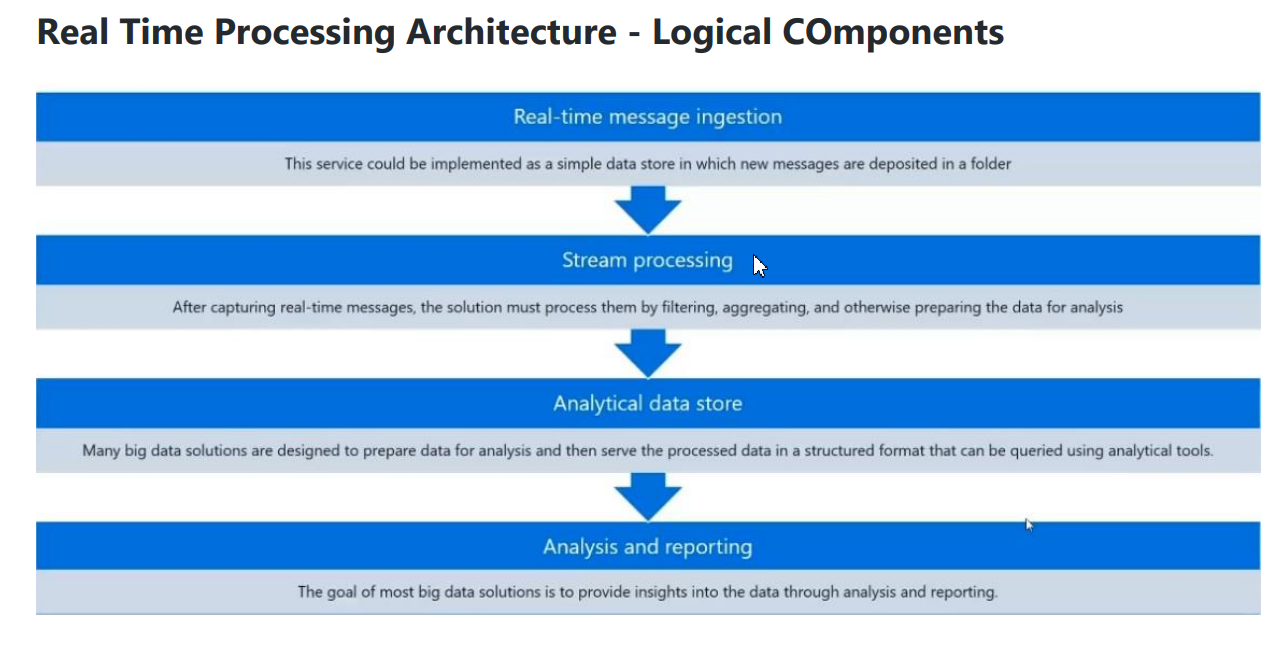 Real Time Processing Architecture - Logical COmponents
Real-time message ingestion
This service could be implemented as a simple data store in which new messages are deposited in a folder
Stream processing
After capturing real-time messages, the solution must process them by filtering, aggregating, and otherwise preparing the data for analysis
Analytical data store
Many big data solutions are designed to prepare data for analysis and then serve the processed data in a structured format that can be queried using analytical tools.
Analysis and reporting
The goal of most big data solutions is to provide insights into the data through analysis and reporting.